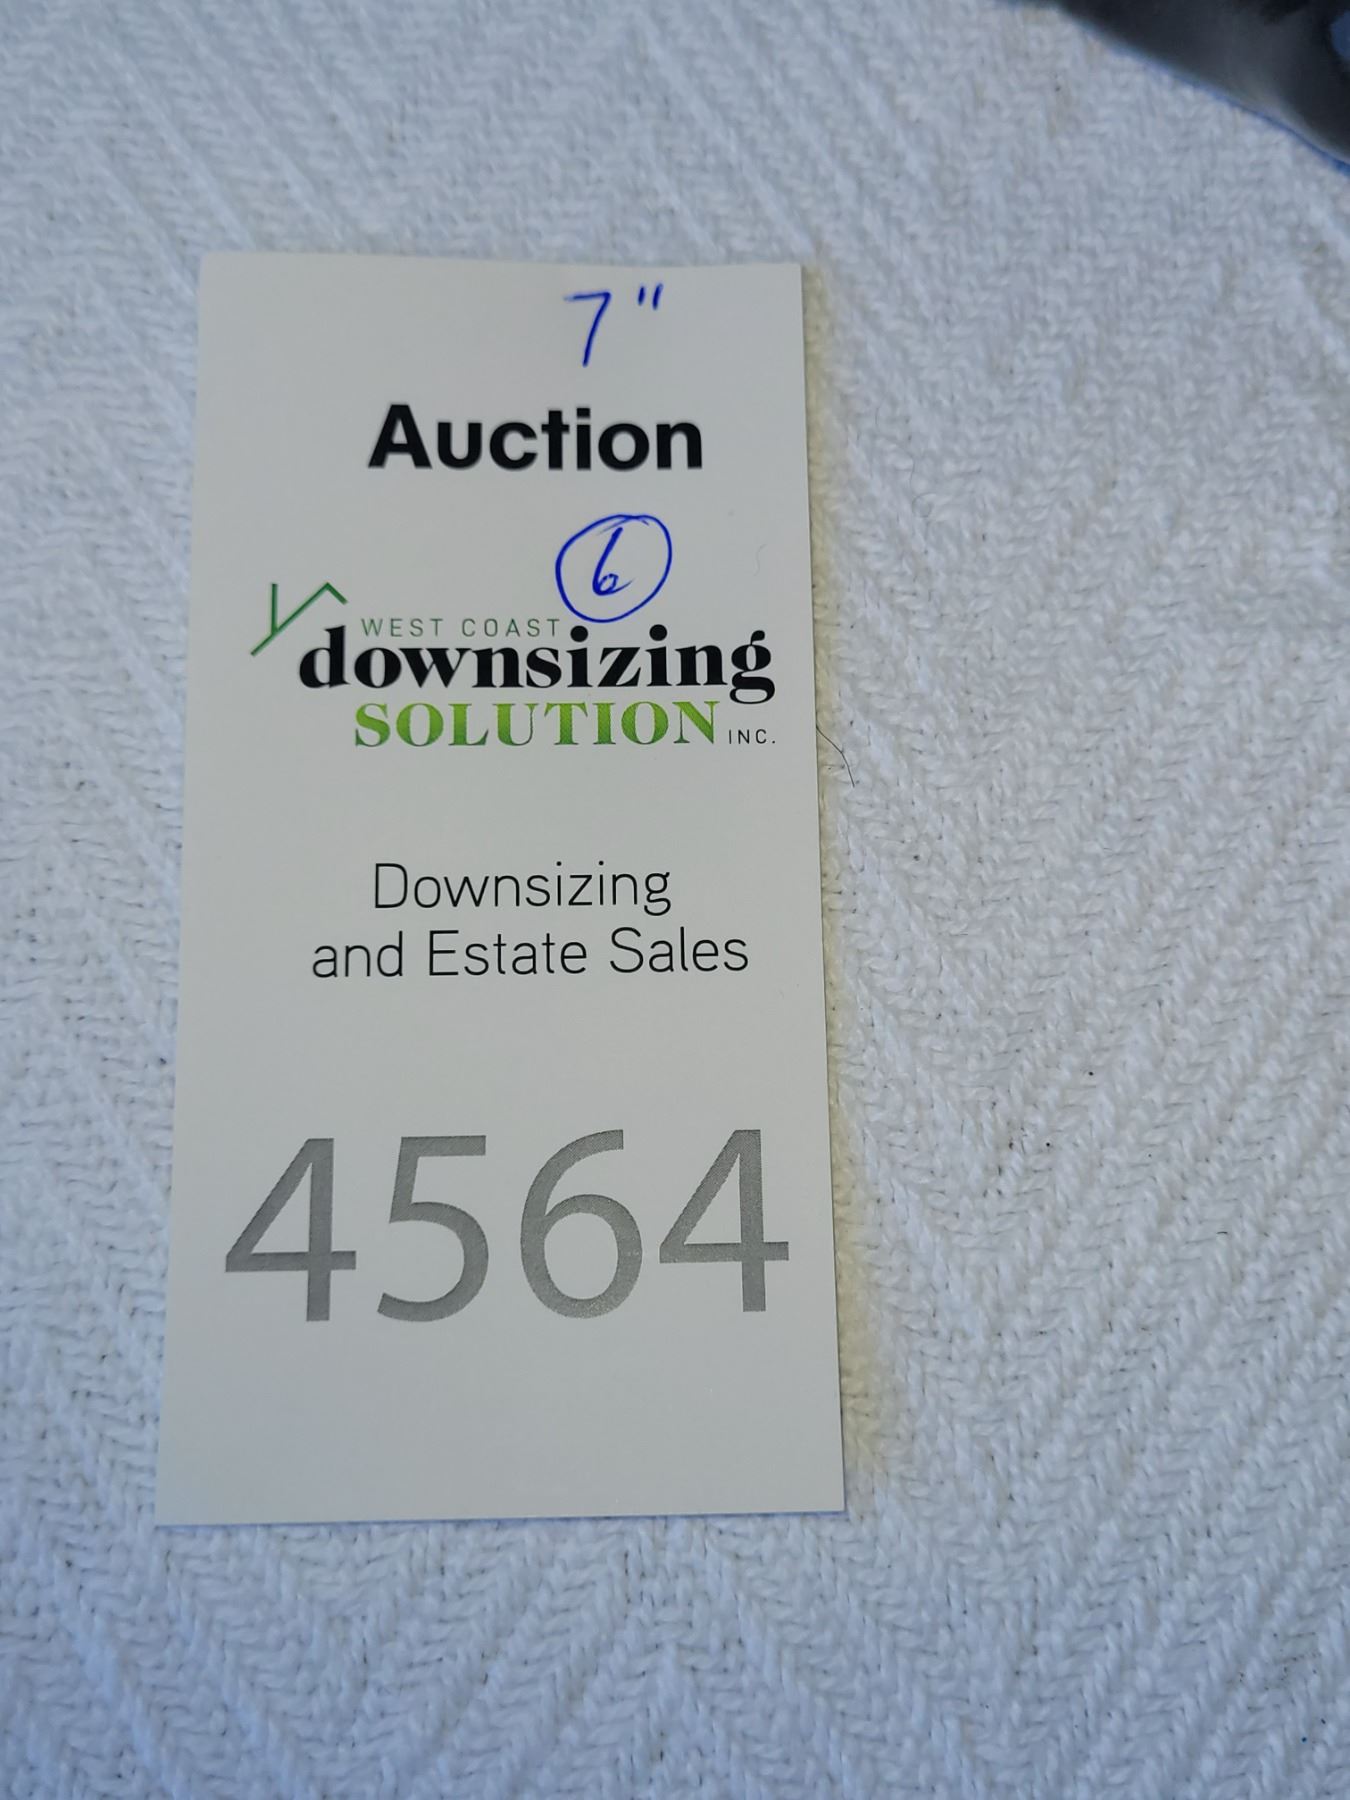 7"
Auction
6
WEST COAST
downsizing
SOLUTION INC.
Downsizing
and Estate Sales
4564